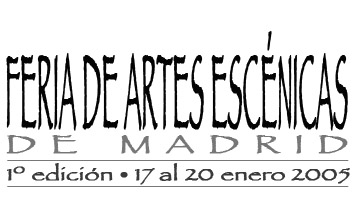 FERIA DE ARTES ESCÉNICAS
DE MADRID
1º edición • 17 al 20 enero 2005